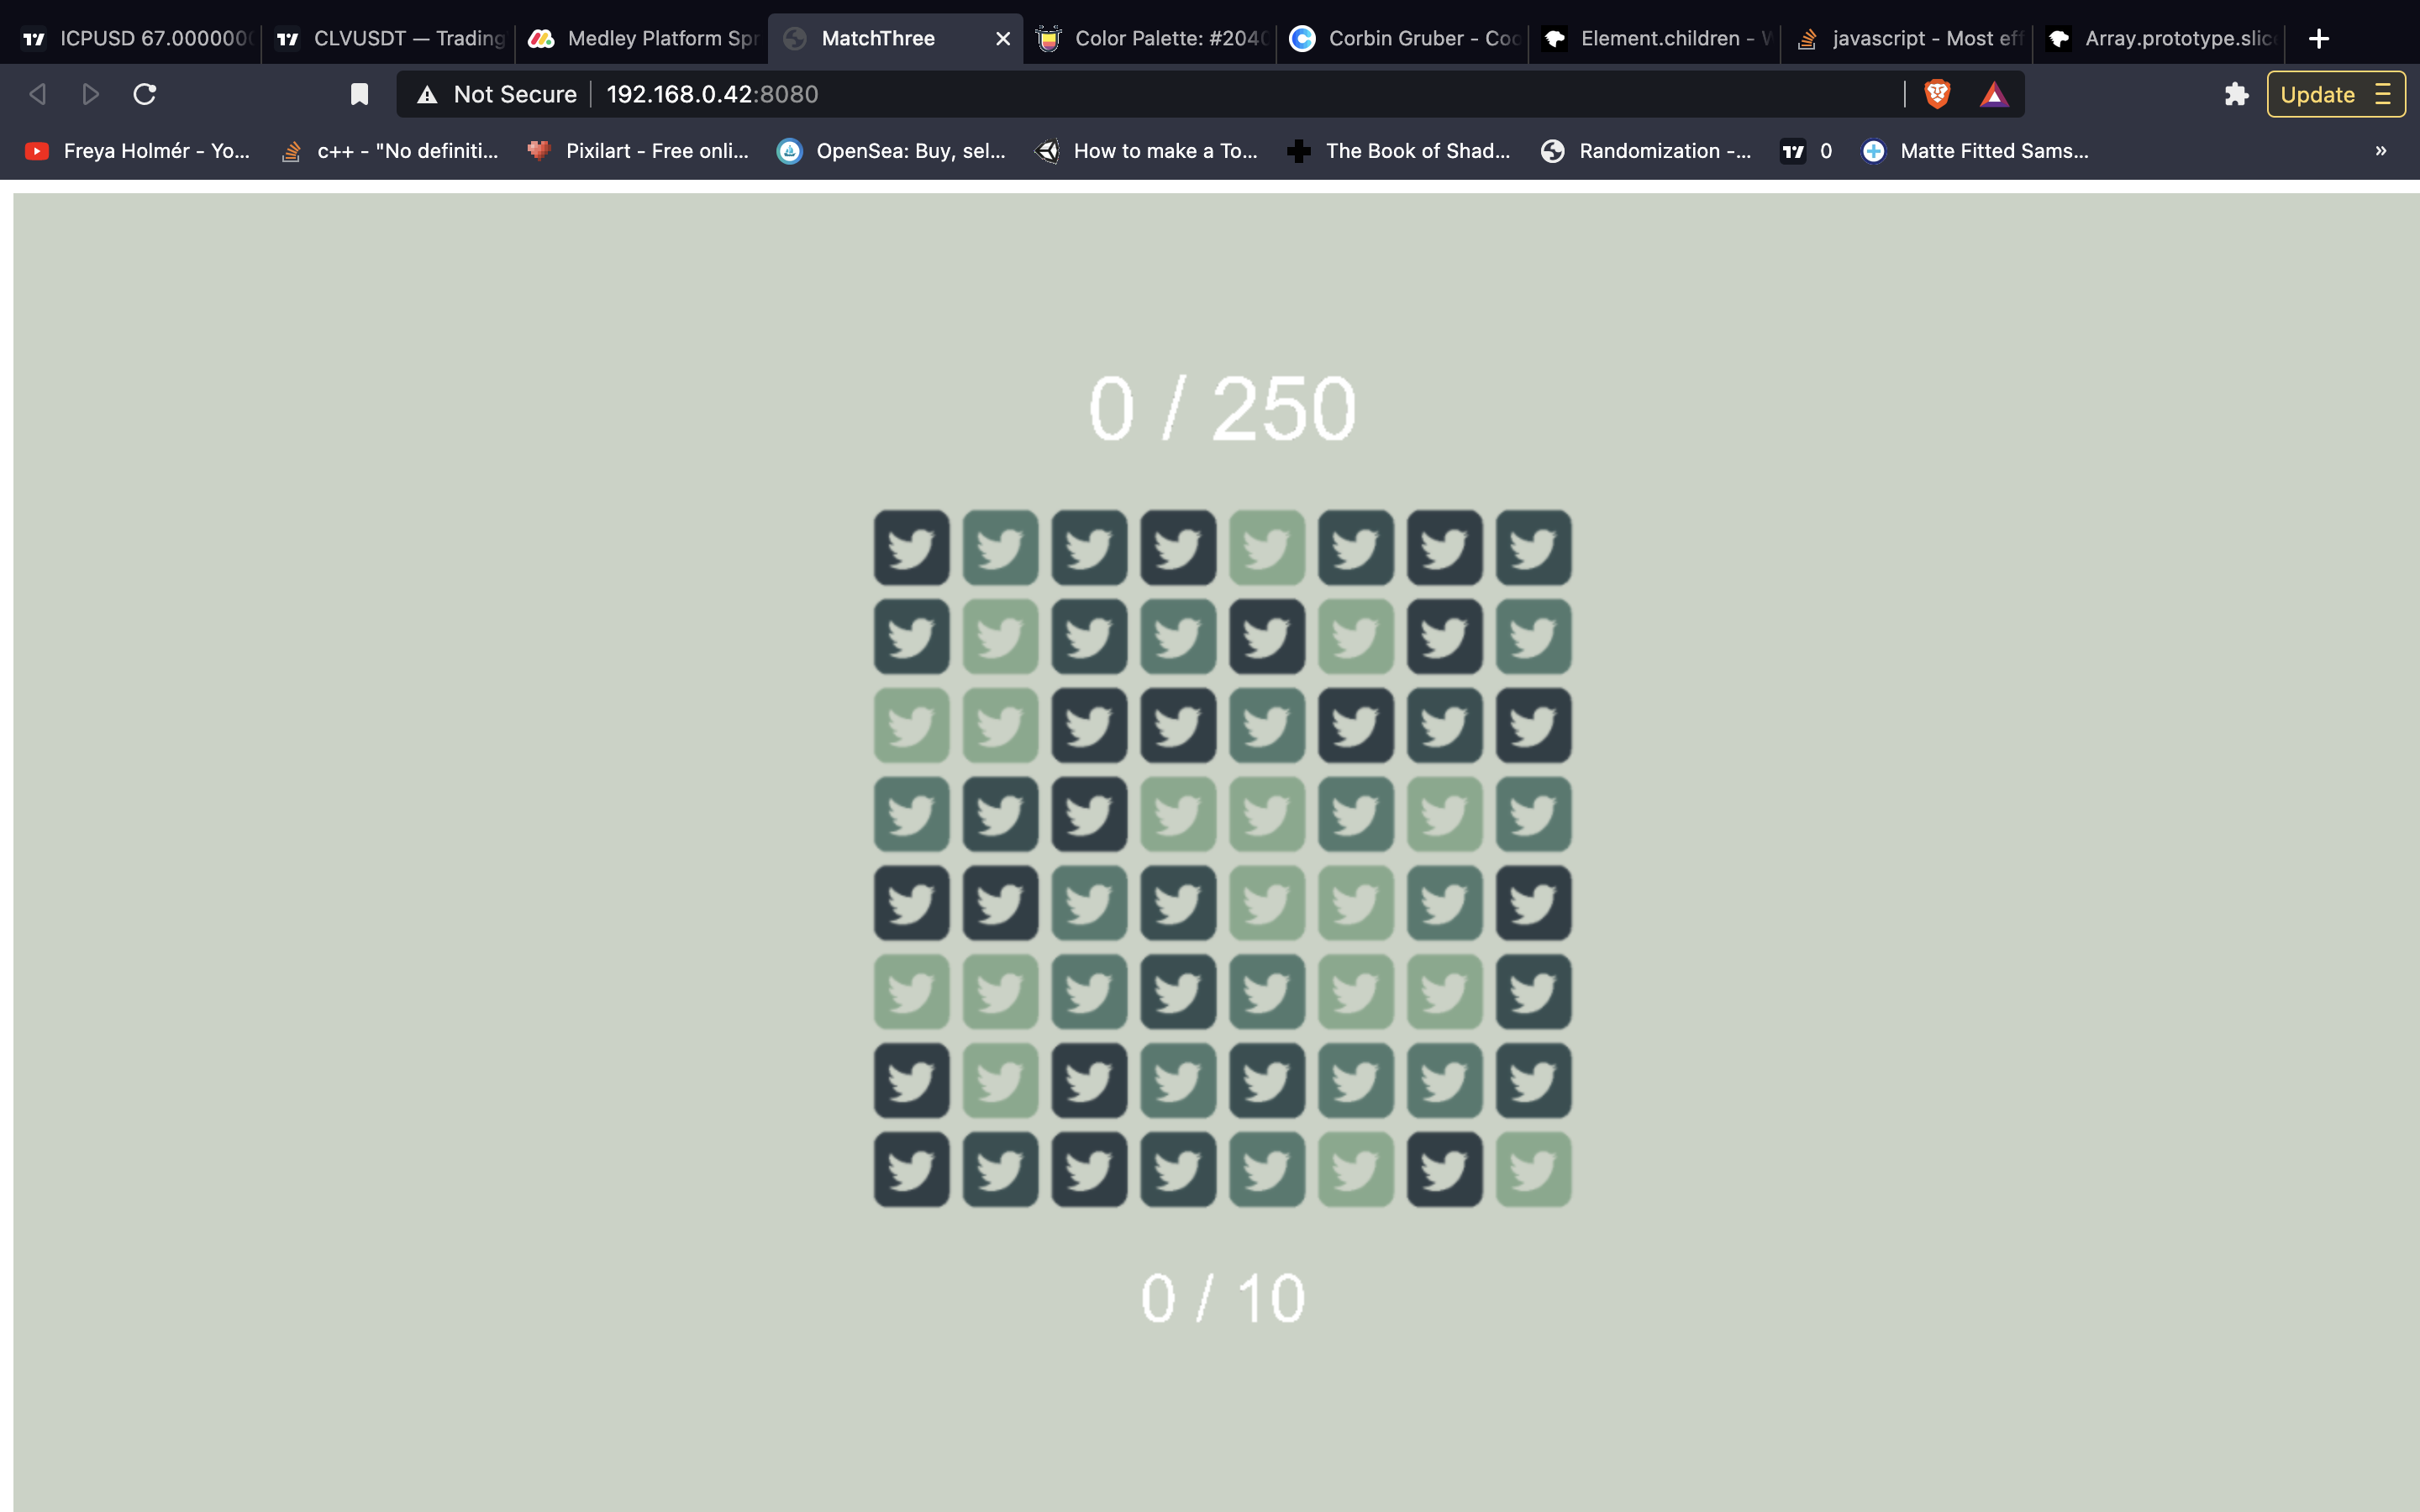 ICPUSD 67.000000 CLVUSDT — Trading Medley Platform Spr MatchThree Color Palette: #204 Corbin Gruber - Coo Element.children - javascript - Most eff Array.prototype.slic
Not Secure 192.168.0.42:8080 Update
Freya Holmér - Yo... c++ - "No definiti... Pixilart - Free onli... OpenSea: Buy, sel... How to make a To... The Book of Shad... Randomization -... 0 Matte Fitted Sams... »
0 / 250
0 / 10